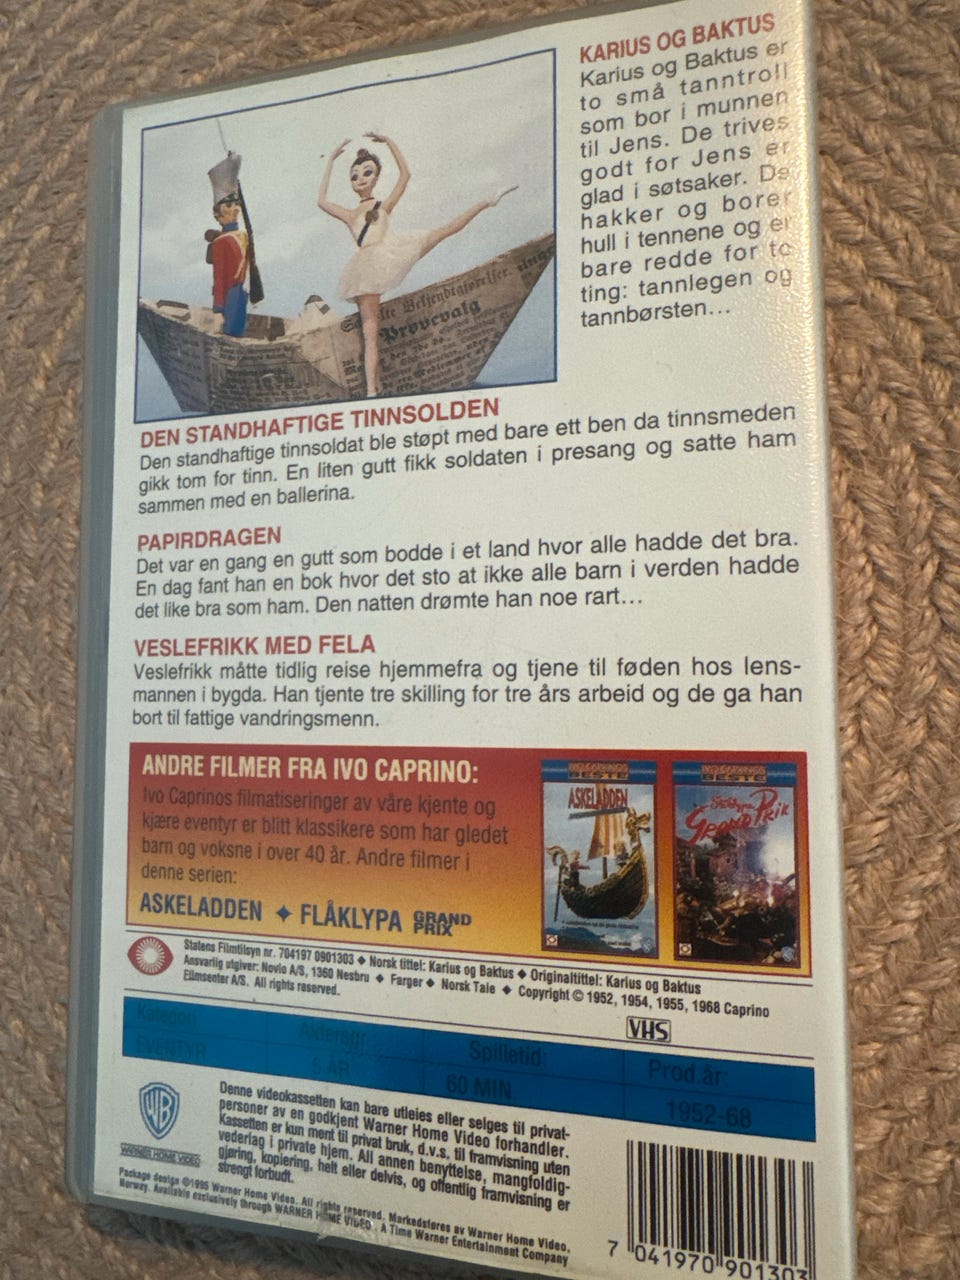 KARIUS OG BAKTUS
Karius og Baktus er
to små tanntroll
som bor i munnen
til Jens. De trives
godt for Jens er
glad i søtsaker. De
hakker og borer
hull i tennene og er
bare redde for to
ting: tannlegen og
tannbørsten...
Prøvevalg
DEN STANDHAFTIGE TINNSOLDEN
Den standhaftige tinnsoldat ble støpt med bare ett ben da tinnsmeden
gikk tom for tinn. En liten gutt fikk soldaten i presang og satte ham
sammen med en ballerina.
PAPIRDRAGEN
Det var en gang en gutt som bodde i et land hvor alle hadde det bra.
En dag fant han en bok hvor det sto at ikke alle barn i verden hadde
det like bra som ham. Den natten drømte han noe rart...
VESLEFRIKK MED FELA
Veslefrikk måtte tidlig reise hjemmefra og tjene til føden hos lens-
mannen i bygda. Han tjente tre skilling for tre års arbeid og de ga han
bort til fattige vandringsmenn.
ANDRE FILMER FRA IVO CAPRINO:
Ivo Caprinos filmatiseringer av våre kjente og
kjære eventyr er blitt klassikere som har gledet
barn og voksne i over 40 år. Andre filmer i
denne serien:
ASKELADDEN ✦ FLÅKLYPA GRAND PRIX
IVO CAPRINOS
BESTE
ASKELADDEN
IVO CAPRINOS
BESTE
Grand Prix
Statens Filmtilsyn nr. 704197 0901303 ◆ Norsk tittel: Karius og Baktus ◆ Originaltittel: Karius og Baktus
Ansvarlig utgiver: Novio A/S, 1360 Nesbru ◆ Farger ◆ Norsk Tale ◆ Copyright © 1952, 1954, 1955, 1968 Caprino
Filmsenter A/S. All rights reserved.
VHS
Kategori: Aldersgr: Spilletid: Prod.år:
EVENTYR 5 ÅR 60 MIN. 1952-68
WB
WARNER HOME VIDEO
Denne videokassetten kan bare utleies eller selges til privat-
personer av en godkjent Warner Home Video forhandler.
Kassetten er kun ment til privat bruk, d.v.s. til framvisning uten
vederlag i private hjem. All annen benyttelse, mangfoldig-
gjøring, kopiering, helt eller delvis, og offentlig framvisning er
strengt forbudt.
Package design ©1995 Warner Home Video. All rights reserved. Markedsføres av Warner Home Video,
Norway. Available exclusively through WARNER HOME VIDEO. A Time Warner Entertainment Company
7 041970 901303